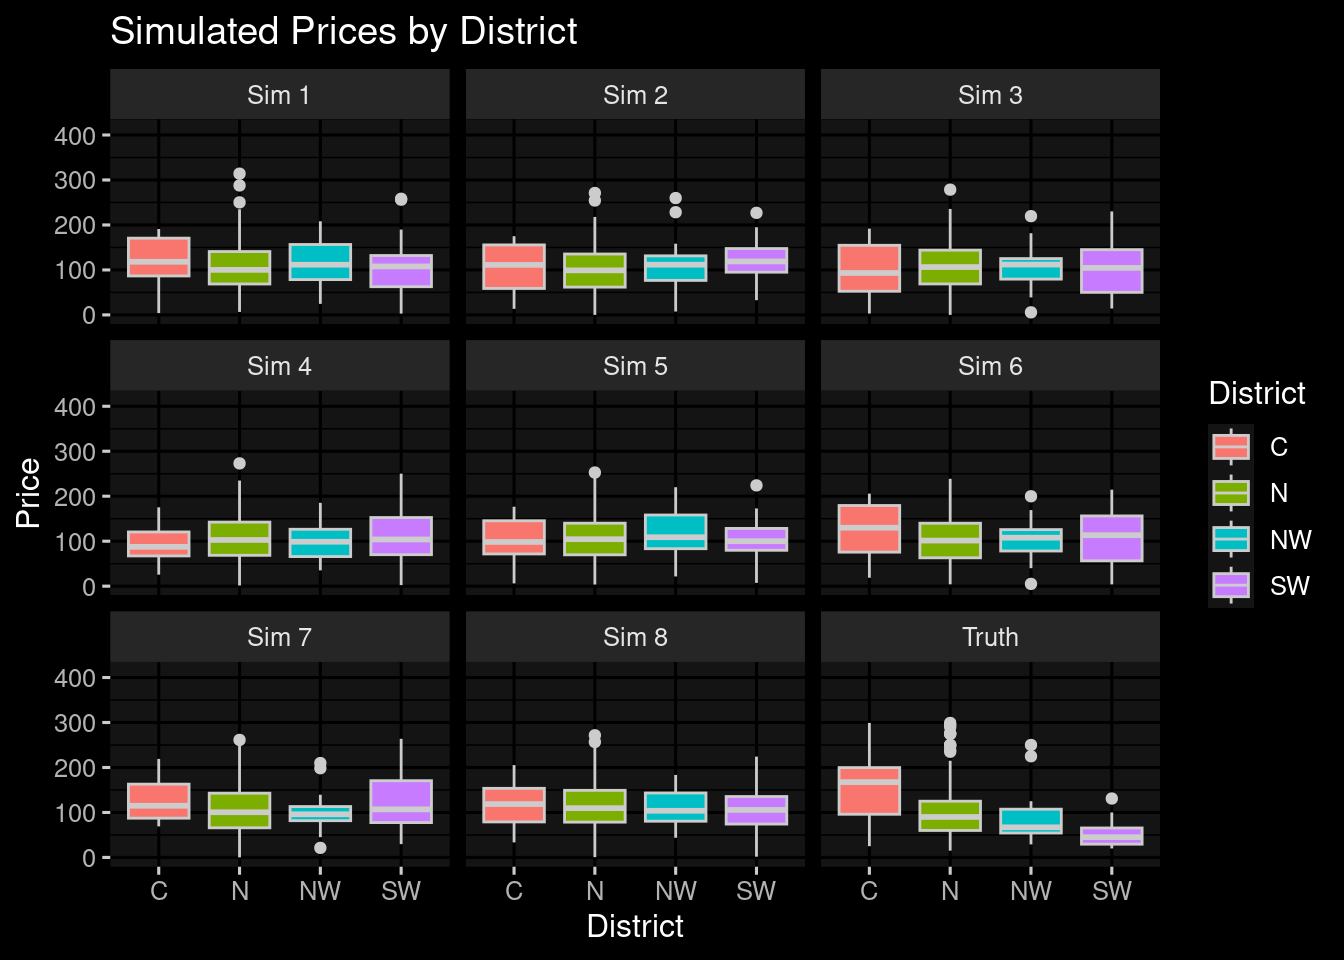 Simulated Prices by District
Sim 1
Sim 2
Sim 3
400
300
200
100
0
Sim 4
Sim 5
Sim 6
400
300
200
100
0
Sim 7
Sim 8
Truth
400
300
200
100
0
C N NW SW
C N NW SW
C N NW SW
Price
District
District
C
N
NW
SW